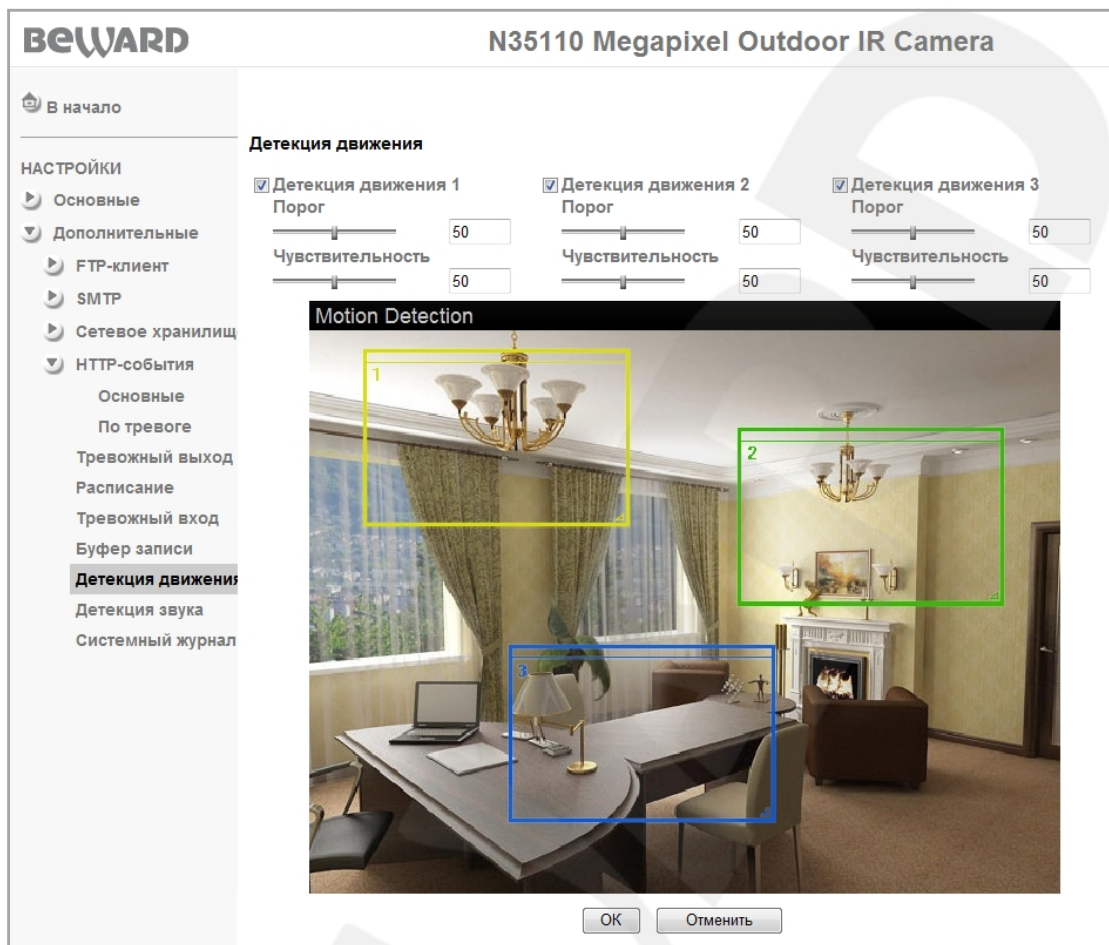 BEWARD
N35110 Megapixel Outdoor IR Camera
В начало
НАСТРОЙКИ
Основные
Дополнительные
FTP-клиент
SMTP
Сетевое хранилищ
HTTP-события
Основные
По тревоге
Тревожный выход
Расписание
Тревожный вход
Буфер записи
Детекция движения
Детекция звука
Системный журнал
Детекция движения
Детекция движения 1
Порог
50
Чувствительность
50
Детекция движения 2
Порог
50
Чувствительность
50
Детекция движения 3
Порог
50
Чувствительность
50
Motion Detection
1
2
3
ОК
Отменить